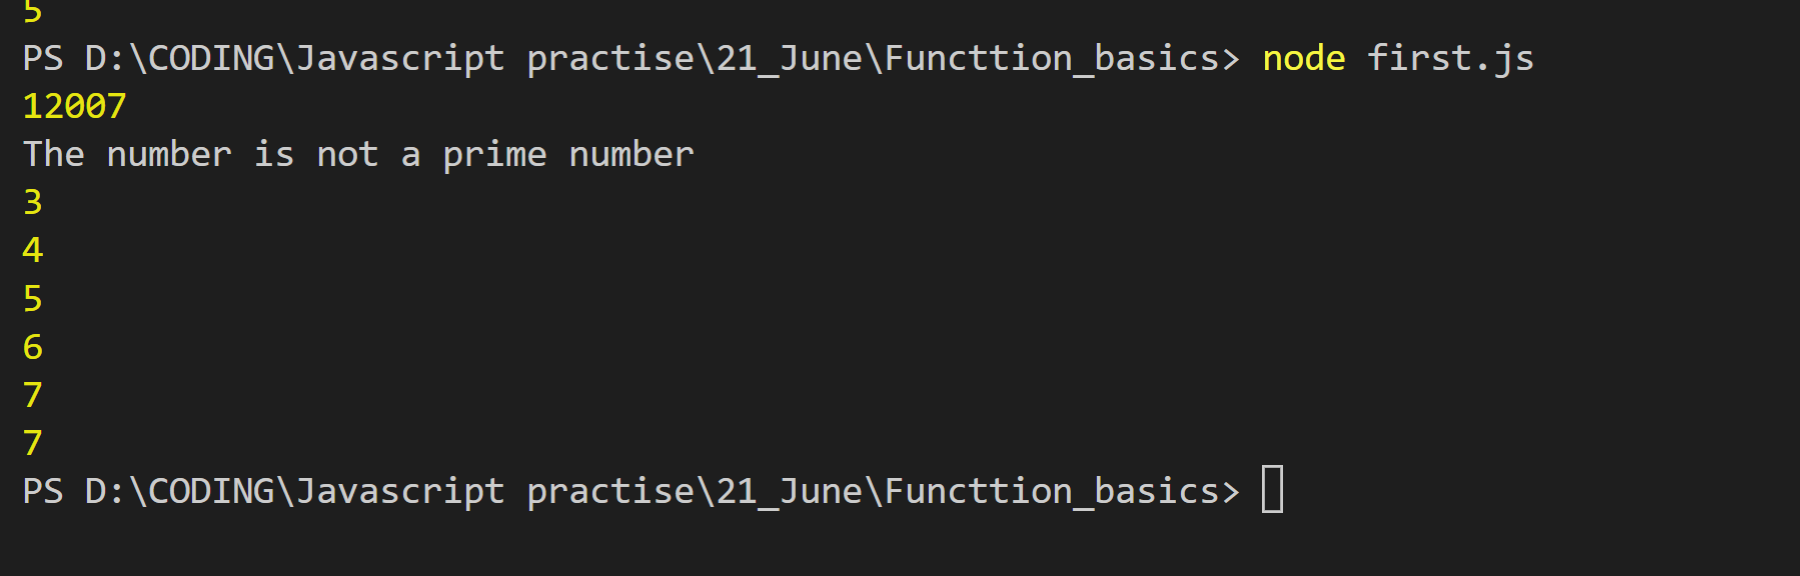 5
PS D:\CODING\Javascript practise\21_June\Functtion_basics> node first.js
12007
The number is not a prime number
3
4
5
6
7
7
PS D:\CODING\Javascript practise\21_June\Functtion_basics>